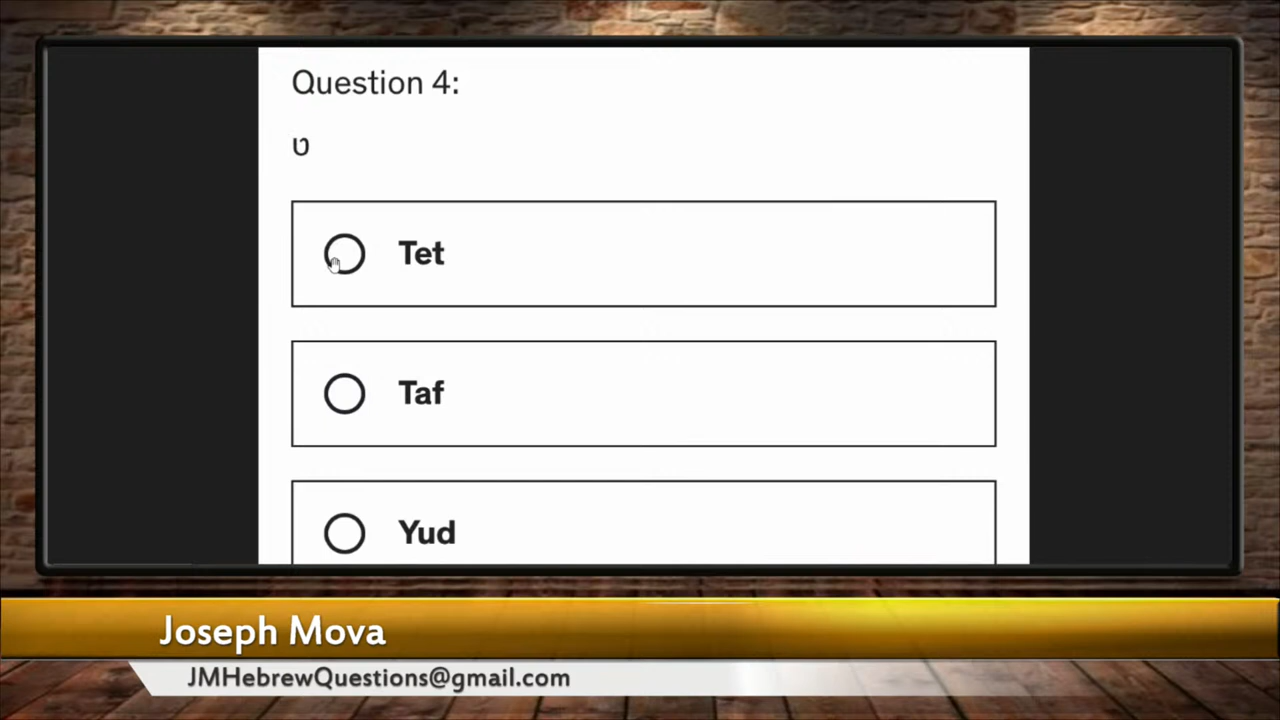 Question 4:
ט
Tet
Taf
Yud
Joseph Mova
JMHebrewQuestions@gmail.com